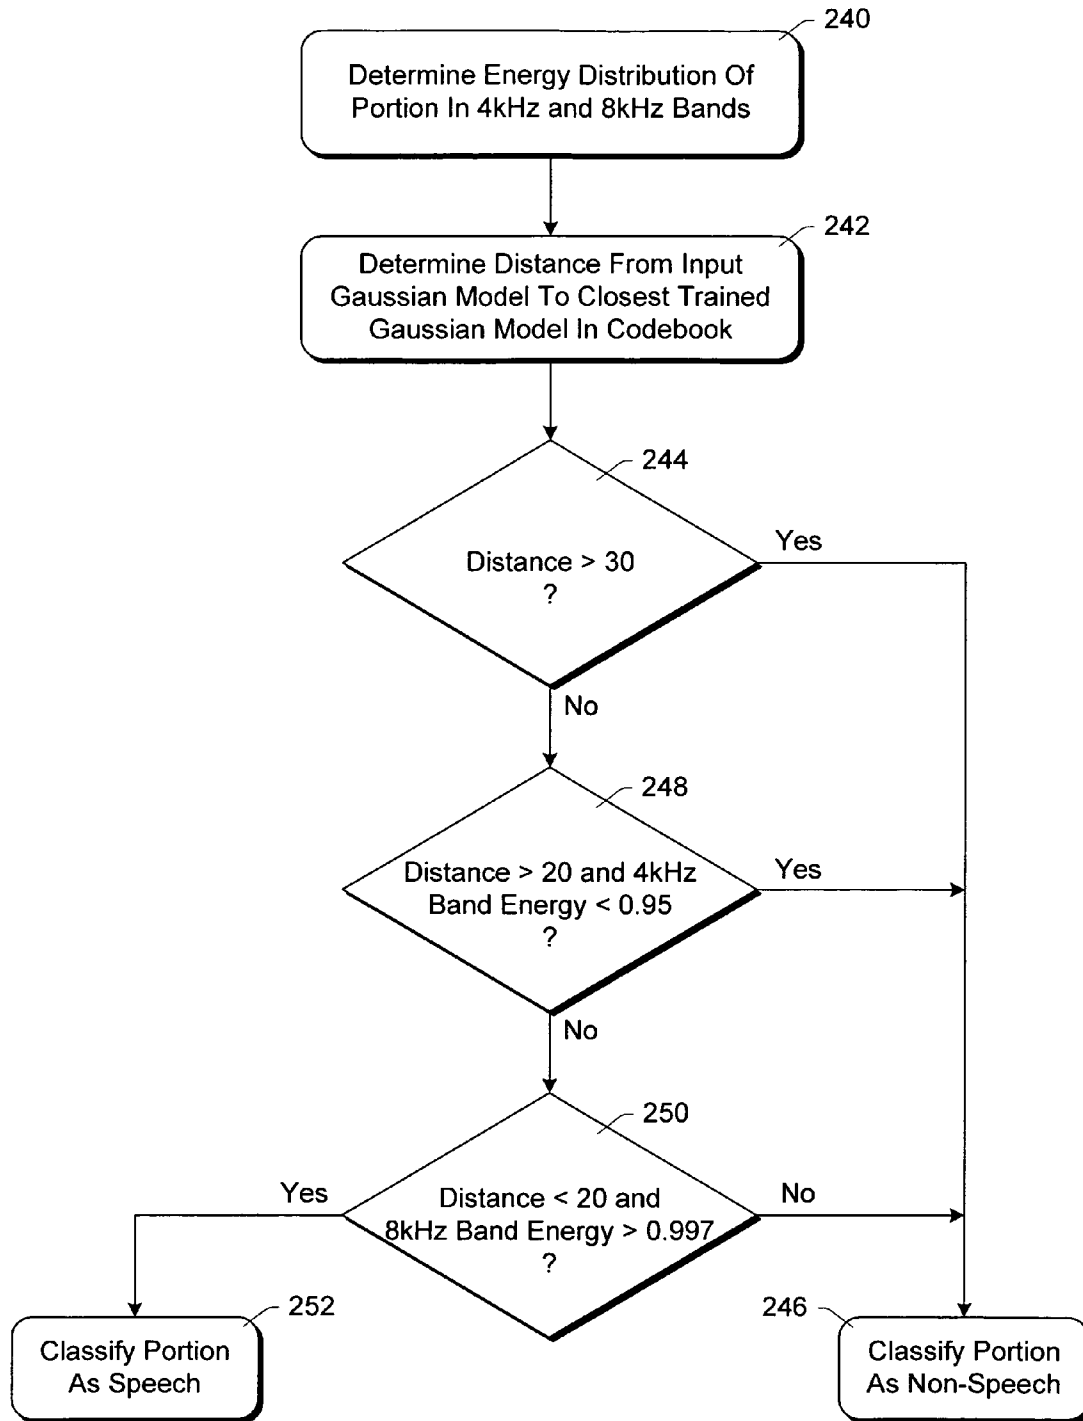 240
Determine Energy Distribution Of
Portion In 4kHz and 8kHz Bands
242
Determine Distance From Input
Gaussian Model To Closest Trained
Gaussian Model In Codebook
244
Yes
Distance > 30
?
No
248
Yes
Distance > 20 and 4kHz
Band Energy < 0.95
?
No
250
Yes
No
Distance < 20 and
8kHz Band Energy > 0.997
?
252
Classify Portion
As Speech
246
Classify Portion
As Non-Speech